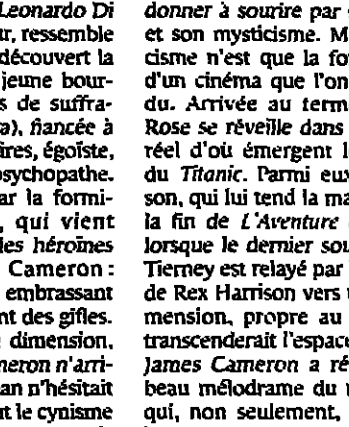 Leonardo Di
ur, ressemble
découvert la
jeune bour-
s de suffra-
a), fiancée à
ires, égoïste,
psychopathe.
ar la formi-
, qui vient
les héroïnes
Cameron :
embrassant
nt des gifles.
dimension,
meron n'arri-
nan n'hésitait
nt le cynisme
donner à sourire par
et son mysticisme. M
cisme n'est que la fo
d'un cinéma que l'on
du. Arrivée au term
Rose se réveille dans
réel d'où émergent l
du Titanic. Parmi eux
son, qui lui tend la ma
la fin de L'Aventure
lorsque le dernier sou
Tierney est relayé par
de Rex Harrison vers u
mension, propre au
transcenderait l'espace
James Cameron a ré
beau mélodrame du
qui, non seulement,